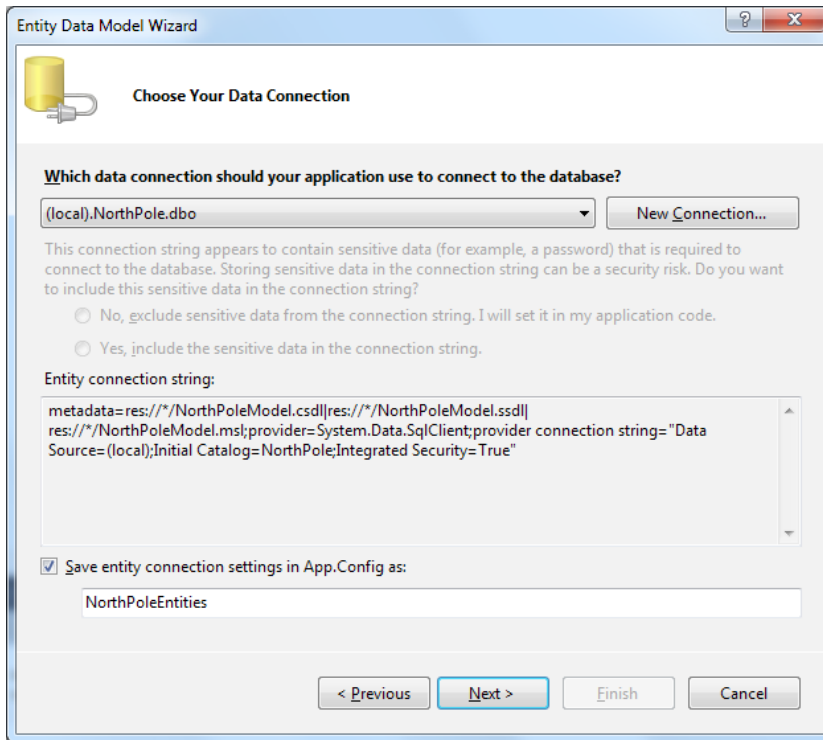 Entity Data Model Wizard
?
Choose Your Data Connection
Which data connection should your application use to connect to the database?
(local).NorthPole.dbo
New Connection...
This connection string appears to contain sensitive data (for example, a password) that is required to
connect to the database. Storing sensitive data in the connection string can be a security risk. Do you want
to include this sensitive data in the connection string?
No, exclude sensitive data from the connection string. I will set it in my application code.
Yes, include the sensitive data in the connection string.
Entity connection string:
metadata=res://*/NorthPoleModel.csdl|res://*/NorthPoleModel.ssdl|
res://*/NorthPoleModel.msl;provider=System.Data.SqlClient;provider connection string="Data
Source=(local);Initial Catalog=NorthPole;Integrated Security=True"
Save entity connection settings in App.Config as:
NorthPoleEntities
< Previous
Next >
Finish
Cancel